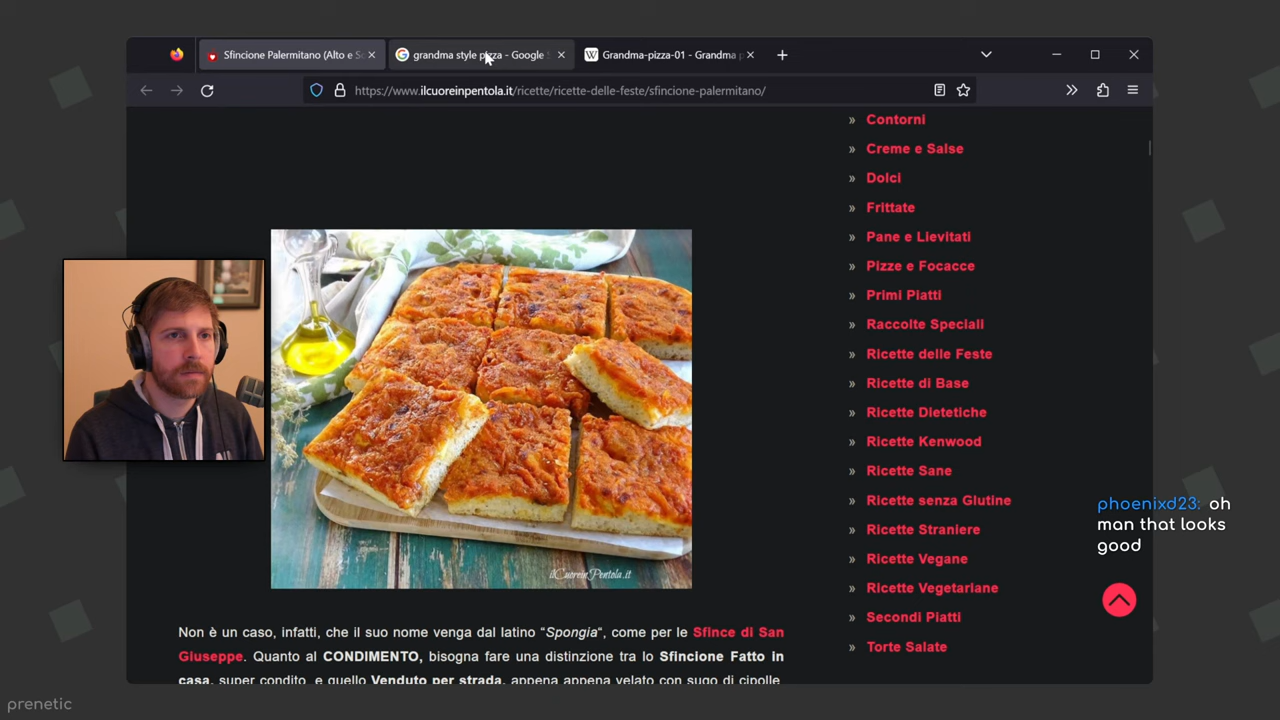 Sfincione Palermitano (Alto e S
grandma style pizza - Google S
Grandma-pizza-01 - Grandma p
https://www.ilcuoreinpentola.it/ricette/ricette-delle-feste/sfincione-palermitano/
» Contorni
» Creme e Salse
» Dolci
» Frittate
» Pane e Lievitati
» Pizze e Focacce
» Primi Piatti
» Raccolte Speciali
» Ricette delle Feste
» Ricette di Base
» Ricette Dietetiche
» Ricette Kenwood
» Ricette Sane
» Ricette senza Glutine
» Ricette Straniere
» Ricette Vegane
» Ricette Vegetariane
» Secondi Piatti
» Torte Salate
ilCuoreinPentola.it
Non è un caso, infatti, che il suo nome venga dal latino “Spongia“, come per le Sfince di San
Giuseppe. Quanto al CONDIMENTO, bisogna fare una distinzione tra lo Sfincione Fatto in
casa, super condito, e quello Venduto per strada, appena appena velato con sugo di cipolle,
phoenixd23: oh
man that looks
good
prenetic